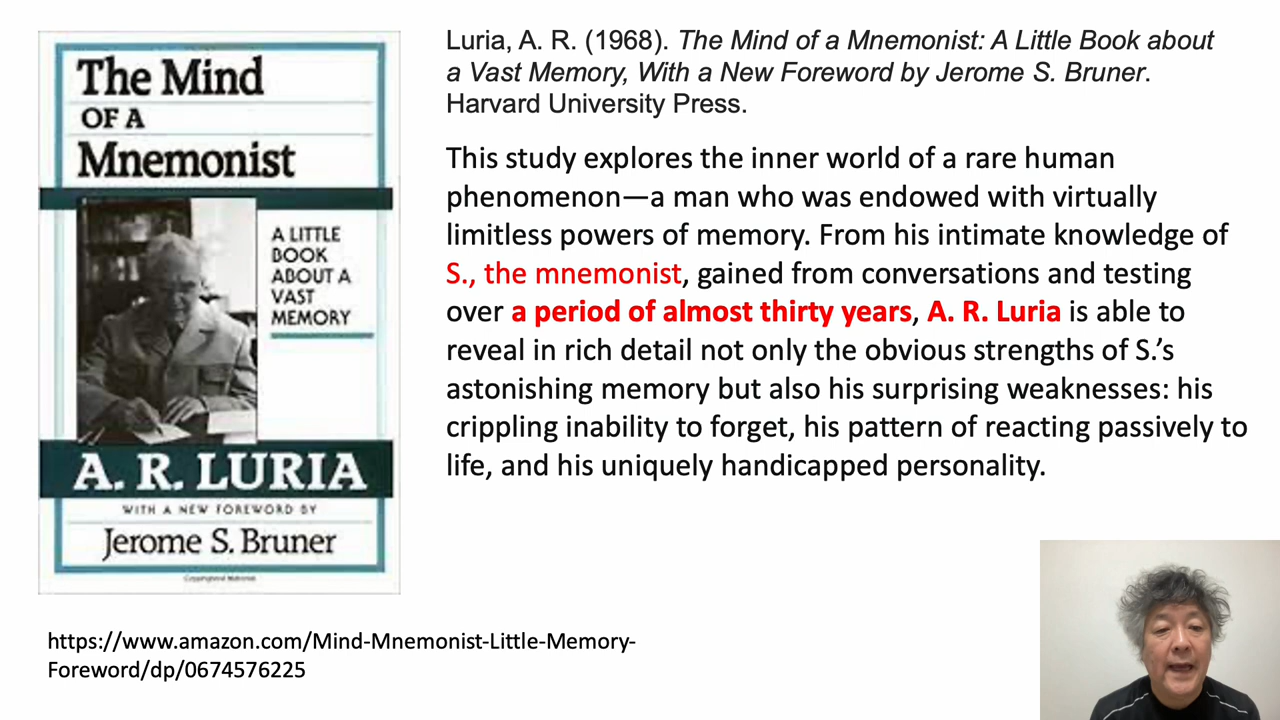 The Mind
OF A
Mnemonist
A LITTLE
BOOK
ABOUT A
VAST
MEMORY
A. R. LURIA
WITH A NEW FOREWORD BY
Jerome S. Bruner
Copyrighted Material
https://www.amazon.com/Mind-Mnemonist-Little-Memory-
Foreword/dp/0674576225
Luria, A. R. (1968). The Mind of a Mnemonist: A Little Book about
a Vast Memory, With a New Foreword by Jerome S. Bruner.
Harvard University Press.
This study explores the inner world of a rare human
phenomenon—a man who was endowed with virtually
limitless powers of memory. From his intimate knowledge of
S., the mnemonist, gained from conversations and testing
over a period of almost thirty years, A. R. Luria is able to
reveal in rich detail not only the obvious strengths of S.’s
astonishing memory but also his surprising weaknesses: his
crippling inability to forget, his pattern of reacting passively to
life, and his uniquely handicapped personality.